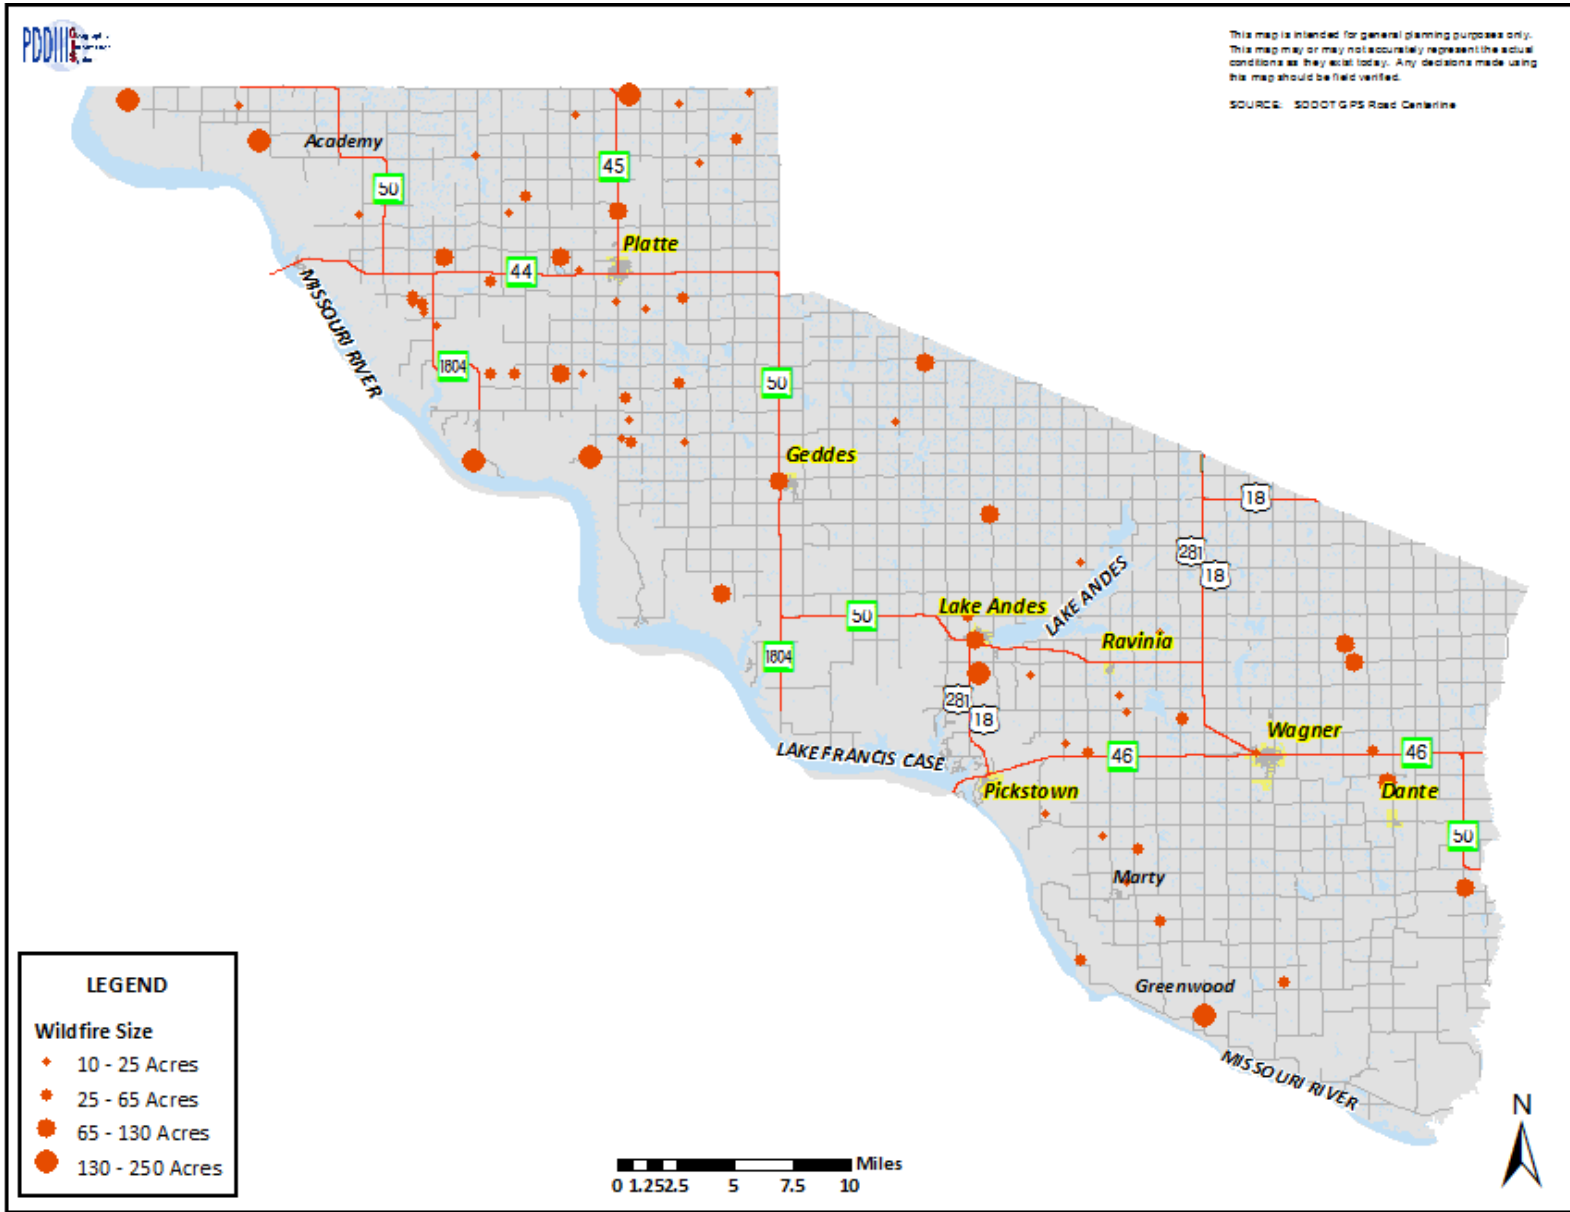 PDDIII
This map is intended for general planning purposes only.
This map may or may not accurately represent the actual
conditions as they exist today. Any decisions made using
this map should be field verified.
SOURCE: SDDOT GPS Road Centerline
Academy
50
45
Platte
44
MISSOURI RIVER
1804
50
Geddes
18
281
18
LAKE ANDES
Lake Andes
50
Ravinia
1804
281
18
Wagner
LAKE FRANCIS CASE
46
46
Pickstown
Dante
50
Marty
Greenwood
MISSOURI RIVER
LEGEND
Wildfire Size
10 - 25 Acres
25 - 65 Acres
65 - 130 Acres
130 - 250 Acres
Miles
0 1.25 2.5 5 7.5 10
N